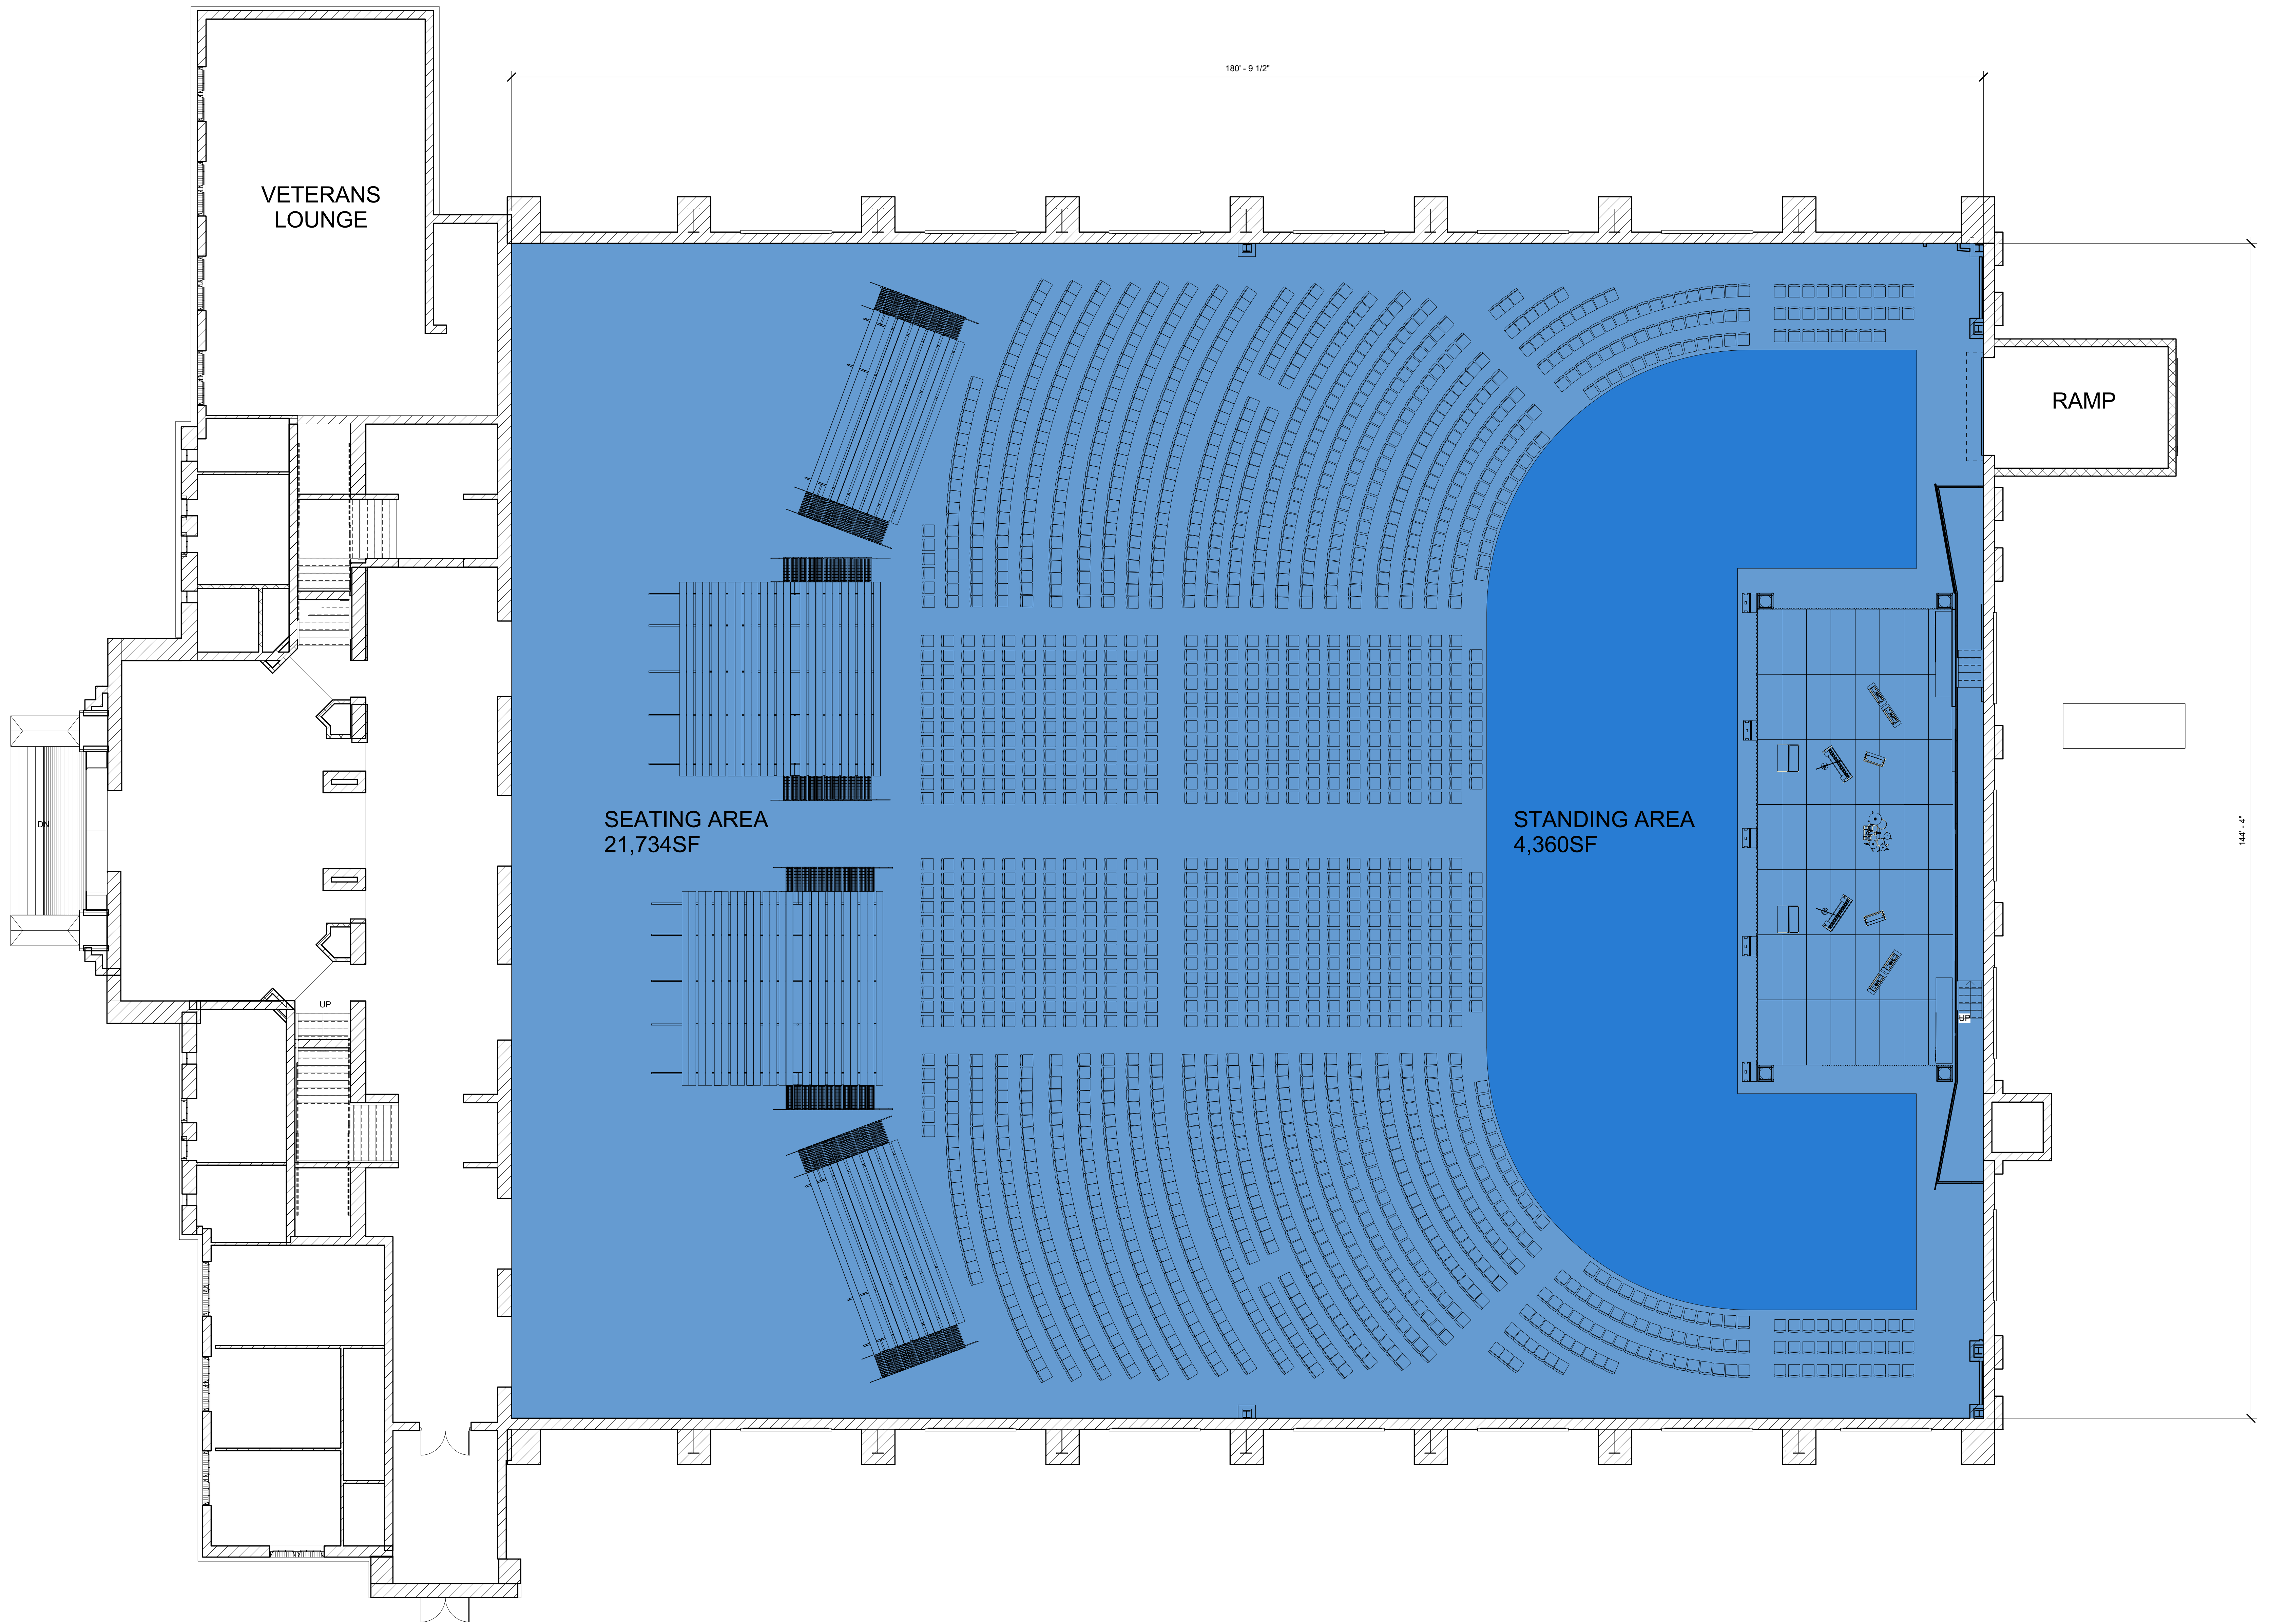 180' - 9 1/2"
VETERANS
LOUNGE
RAMP
SEATING AREA
21,734SF
STANDING AREA
4,360SF
144' - 4"
DN
UP
UP